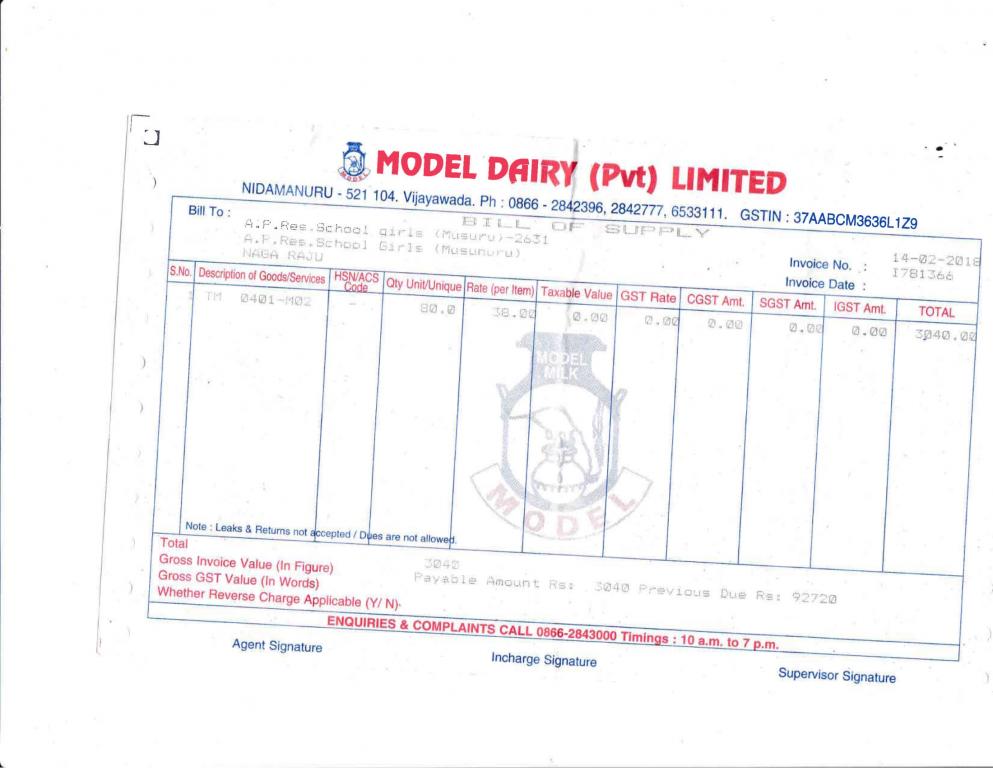 MODEL DAIRY (Pvt) LIMITED
NIDAMANURU - 521 104. Vijayawada. Ph : 0866 - 2842396, 2842777, 6533111. GSTIN : 37AABCM3636L1Z9
BILL OF SUPPLY
Bill To :
A.P.Res.School girls (Musuru)-2631
A.P.Res.School Girls (Musunuru)
NAGA RAJU
Invoice No. : 14-02-2018
Invoice Date : I781366
S.No. Description of Goods/Services HSN/ACS Code Qty Unit/Unique Rate (per Item) Taxable Value GST Rate CGST Amt. SGST Amt. IGST Amt. TOTAL
1 TM 0401-M02 - 80.0 38.00 0.00 0.00 0.00 0.00 0.00 3040.00
MODEL
MILK
MODEL
Note : Leaks & Returns not accepted / Dues are not allowed.
Total
Gross Invoice Value (In Figure) 3040
Gross GST Value (In Words) Payable Amount Rs: 3040 Previous Due Rs: 92720
Whether Reverse Charge Applicable (Y/ N)-
ENQUIRIES & COMPLAINTS CALL 0866-2843000 Timings : 10 a.m. to 7 p.m.
Agent Signature
Incharge Signature
Supervisor Signature